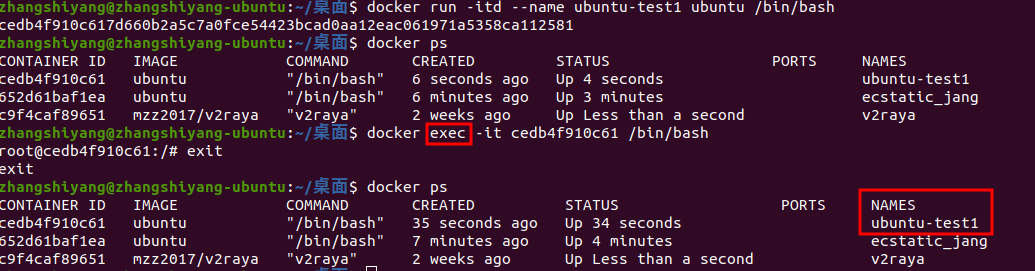 zhangshiyang@zhangshiyang-ubuntu:~/桌面$ docker run -itd --name ubuntu-test1 ubuntu /bin/bash
cedb4f910c617d660b2a5c7a0fce54423bcad0aa12eac061971a5358ca112581
zhangshiyang@zhangshiyang-ubuntu:~/桌面$ docker ps
CONTAINER ID   IMAGE            COMMAND       CREATED          STATUS                  PORTS     NAMES
cedb4f910c61   ubuntu           "/bin/bash"   6 seconds ago    Up 4 seconds                      ubuntu-test1
652d61baf1ea   ubuntu           "/bin/bash"   6 minutes ago    Up 3 minutes                      ecstatic_jang
c9f4caf89651   mzz2017/v2raya   "v2raya"      2 weeks ago      Up Less than a second             v2raya
zhangshiyang@zhangshiyang-ubuntu:~/桌面$ docker exec -it cedb4f910c61 /bin/bash
root@cedb4f910c61:/# exit
exit
zhangshiyang@zhangshiyang-ubuntu:~/桌面$ docker ps
CONTAINER ID   IMAGE            COMMAND       CREATED          STATUS                  PORTS     NAMES
cedb4f910c61   ubuntu           "/bin/bash"   35 seconds ago   Up 34 seconds                     ubuntu-test1
652d61baf1ea   ubuntu           "/bin/bash"   7 minutes ago    Up 4 minutes                      ecstatic_jang
c9f4caf89651   mzz2017/v2raya   "v2raya"      2 weeks ago      Up Less than a second             v2raya